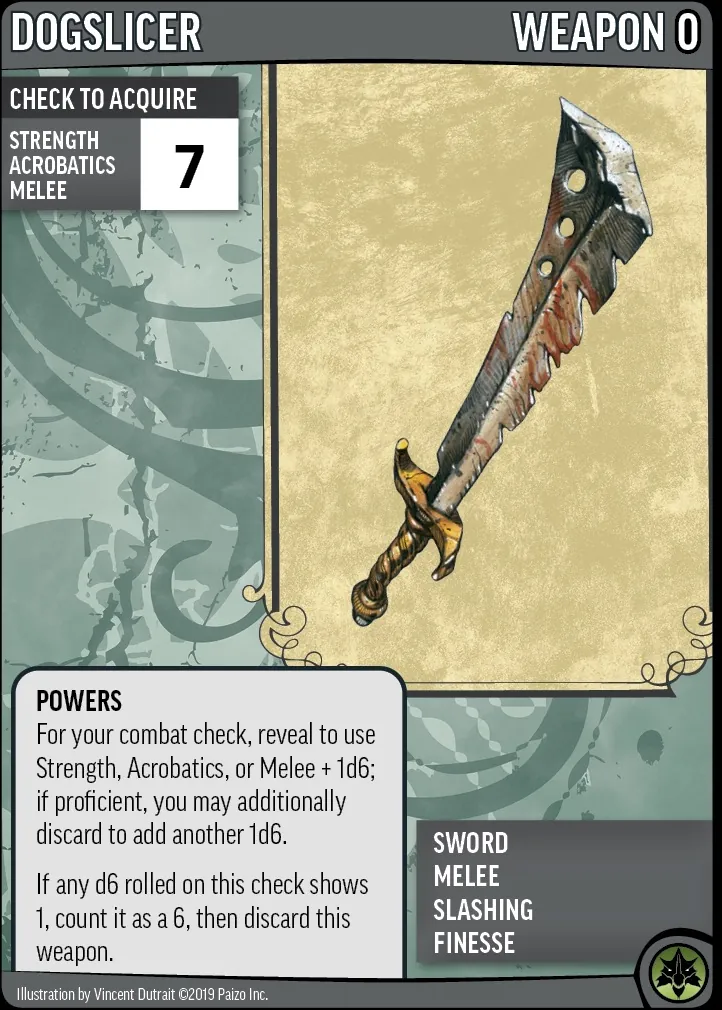 DOGSLICER
WEAPON 0
CHECK TO ACQUIRE
STRENGTH
ACROBATICS
MELEE
7
POWERS
For your combat check, reveal to use
Strength, Acrobatics, or Melee + 1d6;
if proficient, you may additionally
discard to add another 1d6.
If any d6 rolled on this check shows
1, count it as a 6, then discard this
weapon.
SWORD
MELEE
SLASHING
FINESSE
Illustration by Vincent Dutrait ©2019 Paizo Inc.